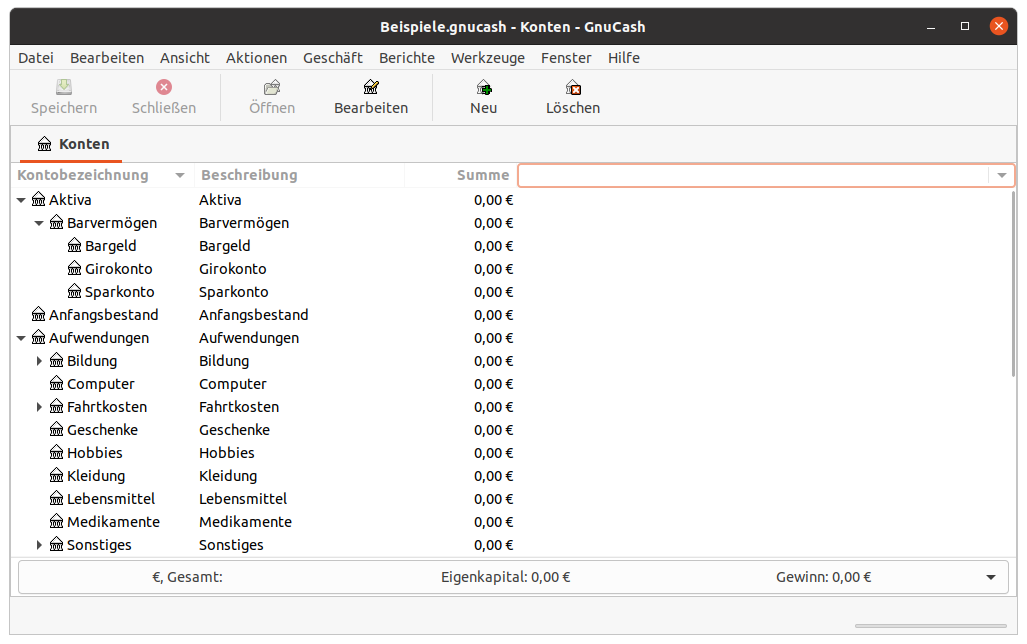 Beispiele.gnucash - Konten - GnuCash
Datei Bearbeiten Ansicht Aktionen Geschäft Berichte Werkzeuge Fenster Hilfe
Speichern Schließen Öffnen Bearbeiten Neu Löschen
Konten
Kontobezeichnung Beschreibung Summe
Aktiva Aktiva 0,00 €
Barvermögen Barvermögen 0,00 €
Bargeld Bargeld 0,00 €
Girokonto Girokonto 0,00 €
Sparkonto Sparkonto 0,00 €
Anfangsbestand Anfangsbestand 0,00 €
Aufwendungen Aufwendungen 0,00 €
Bildung Bildung 0,00 €
Computer Computer 0,00 €
Fahrtkosten Fahrtkosten 0,00 €
Geschenke Geschenke 0,00 €
Hobbies Hobbies 0,00 €
Kleidung Kleidung 0,00 €
Lebensmittel Lebensmittel 0,00 €
Medikamente Medikamente 0,00 €
Sonstiges Sonstiges 0,00 €
€, Gesamt: Eigenkapital: 0,00 € Gewinn: 0,00 €